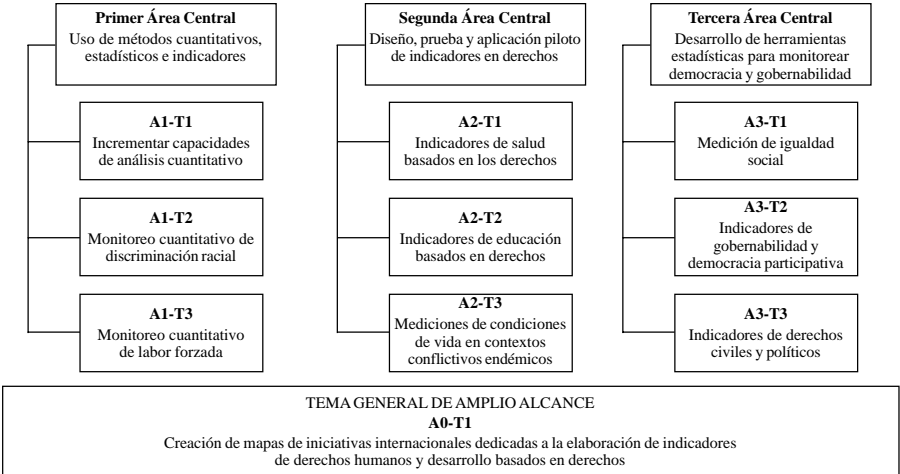 Primer Área Central
Uso de métodos cuantitativos,
estadísticos e indicadores
A1-T1
Incrementar capacidades
de análisis cuantitativo
A1-T2
Monitoreo cuantitativo de
discriminación racial
A1-T3
Monitoreo cuantitativo
de labor forzada
Segunda Área Central
Diseño, prueba y aplicación piloto
de indicadores en derechos
A2-T1
Indicadores de salud
basados en los derechos
A2-T2
Indicadores de educación
basados en derechos
A2-T3
Mediciones de condiciones
de vida en contextos
conflictivos endémicos
Tercera Área Central
Desarrollo de herramientas
estadísticas para monitorear
democracia y gobernabilidad
A3-T1
Medición de igualdad
social
A3-T2
Indicadores de
gobernabilidad y
democracia participativa
A3-T3
Indicadores de derechos
civiles y políticos
TEMA GENERAL DE AMPLIO ALCANCE
A0-T1
Creación de mapas de iniciativas internacionales dedicadas a la elaboración de indicadores
de derechos humanos y desarrollo basados en derechos